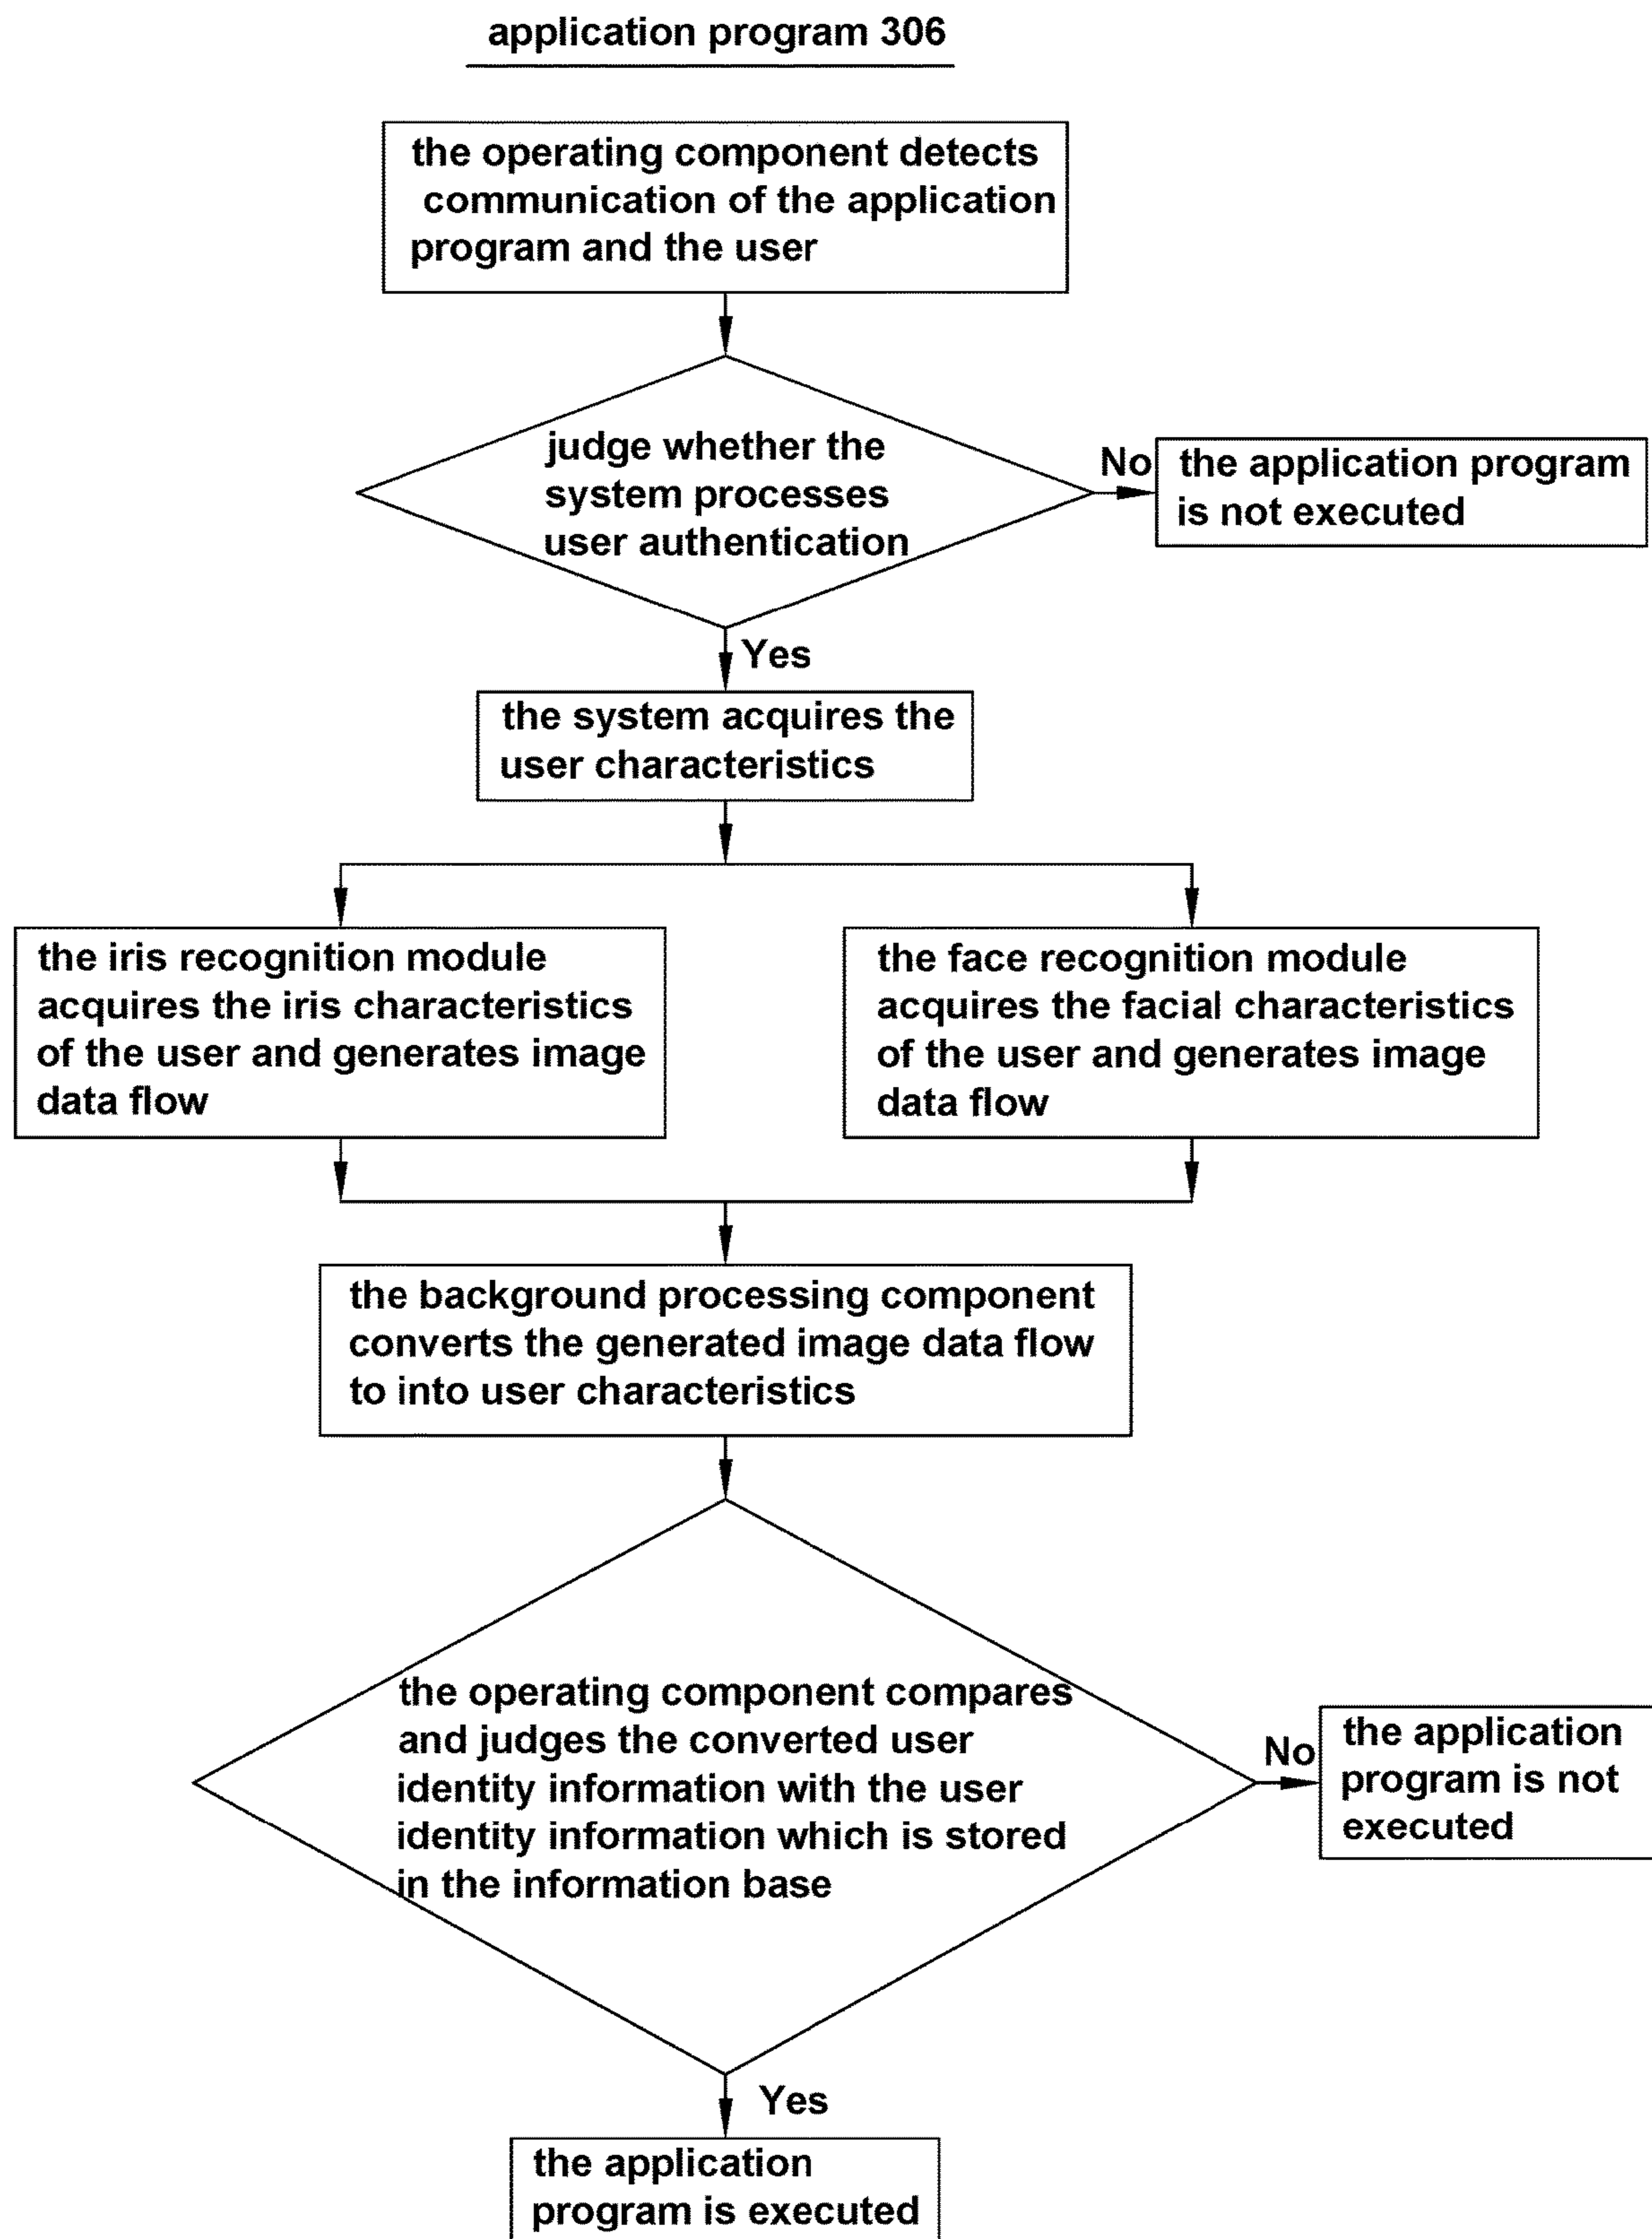 application program 306
the operating component detects
communication of the application
program and the user
judge whether the
system processes
user authentication
No
the application program
is not executed
Yes
the system acquires the
user characteristics
the iris recognition module
acquires the iris characteristics
of the user and generates image
data flow
the face recognition module
acquires the facial characteristics
of the user and generates image
data flow
the background processing component
converts the generated image data flow
to into user characteristics
the operating component compares
and judges the converted user
identity information with the user
identity information which is stored
in the information base
No
the application
program is not
executed
Yes
the application
program is executed